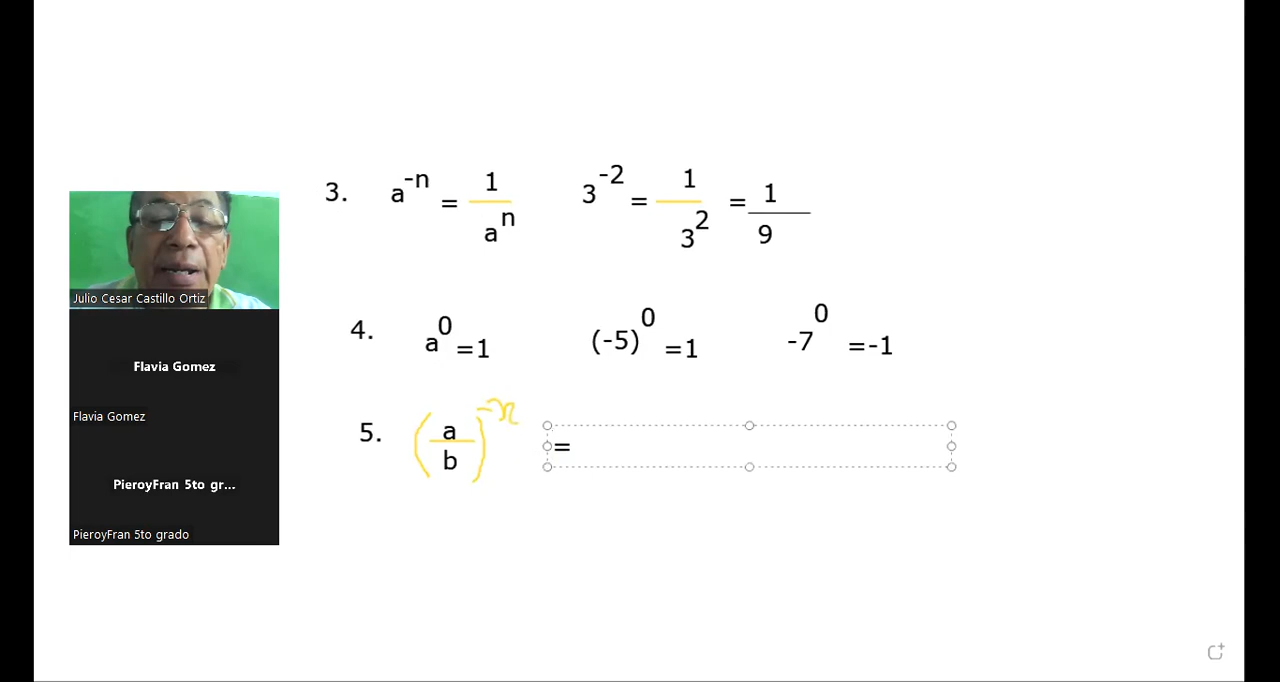 3. a^-n = 1/a^n 3^-2 = 1/3^2 = 1/9
Julio Cesar Castillo Ortiz
4. a^0 =1 (-5)^0 =1 -7^0 =-1
Flavia Gomez
Flavia Gomez
5. (a/b)^-n =
PieroyFran 5to gr...
PieroyFran 5to grado